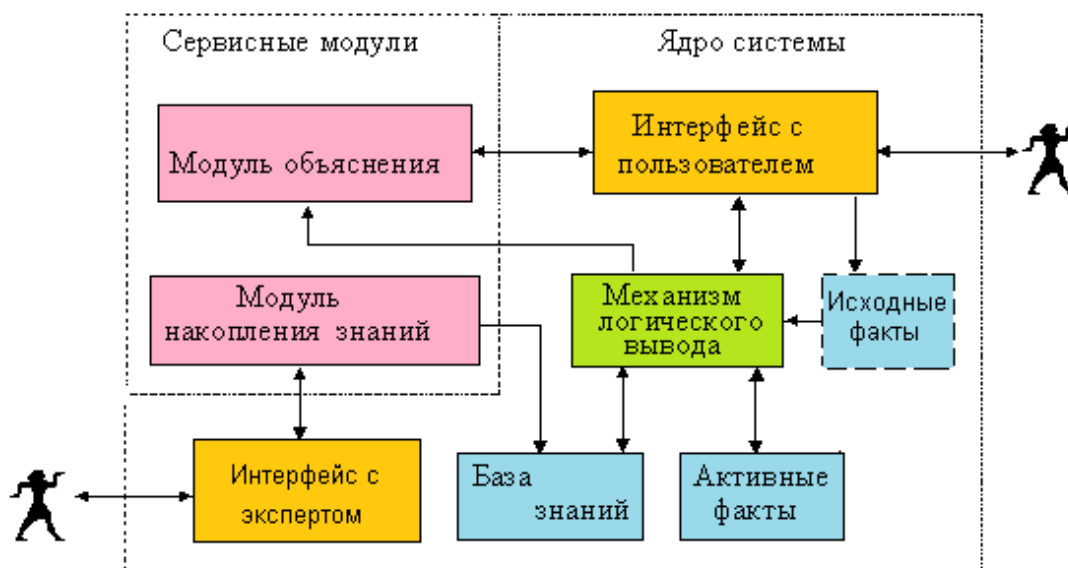 Сервисные модули
Ядро системы
Модуль объяснения
Интерфейс с
пользователем
Модуль
накопления знаний
Механизм
логического
вывода
Исходные
факты
Интерфейс с
экспертом
База
знаний
Активные
факты